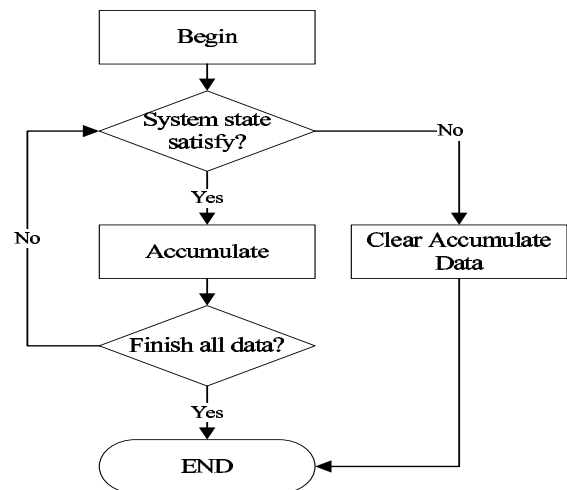 Begin
System state
satisfy?
No
Yes
No
Accumulate
Clear Accumulate
Data
Finish all data?
Yes
END